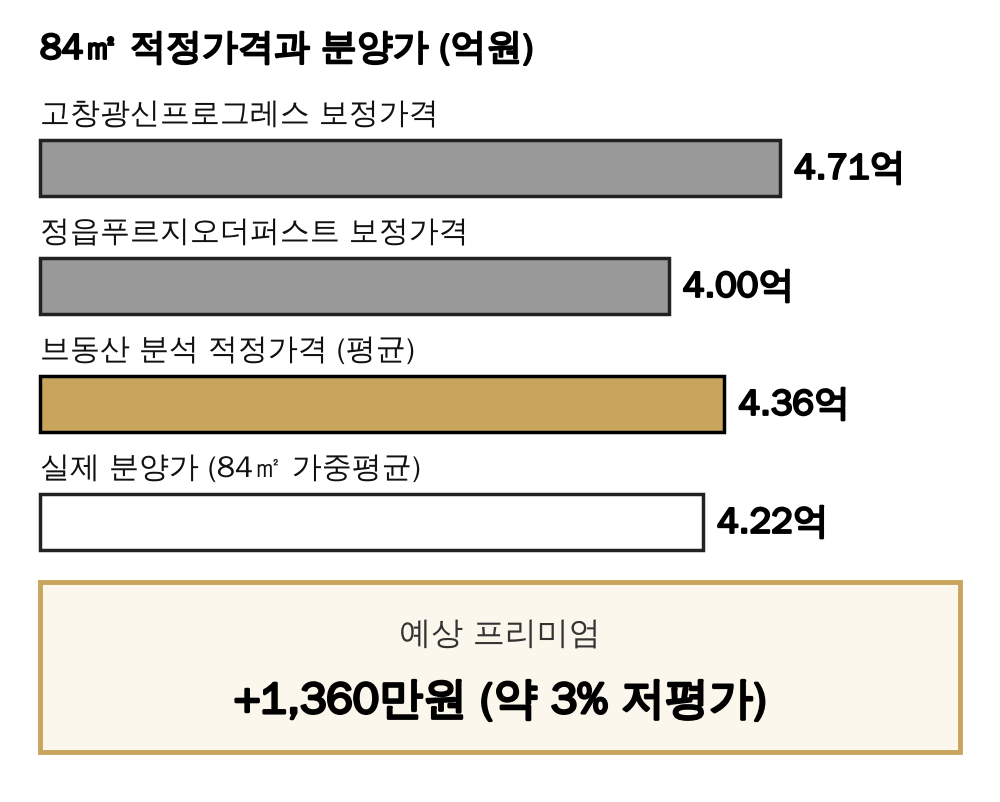 84㎡ 적정가격과 분양가 (억원)
고창광신프로그레스 보정가격
4.71억
정읍푸르지오더퍼스트 보정가격
4.00억
브동산 분석 적정가격 (평균)
4.36억
실제 분양가 (84㎡ 가중평균)
4.22억
예상 프리미엄
+1,360만원 (약 3% 저평가)